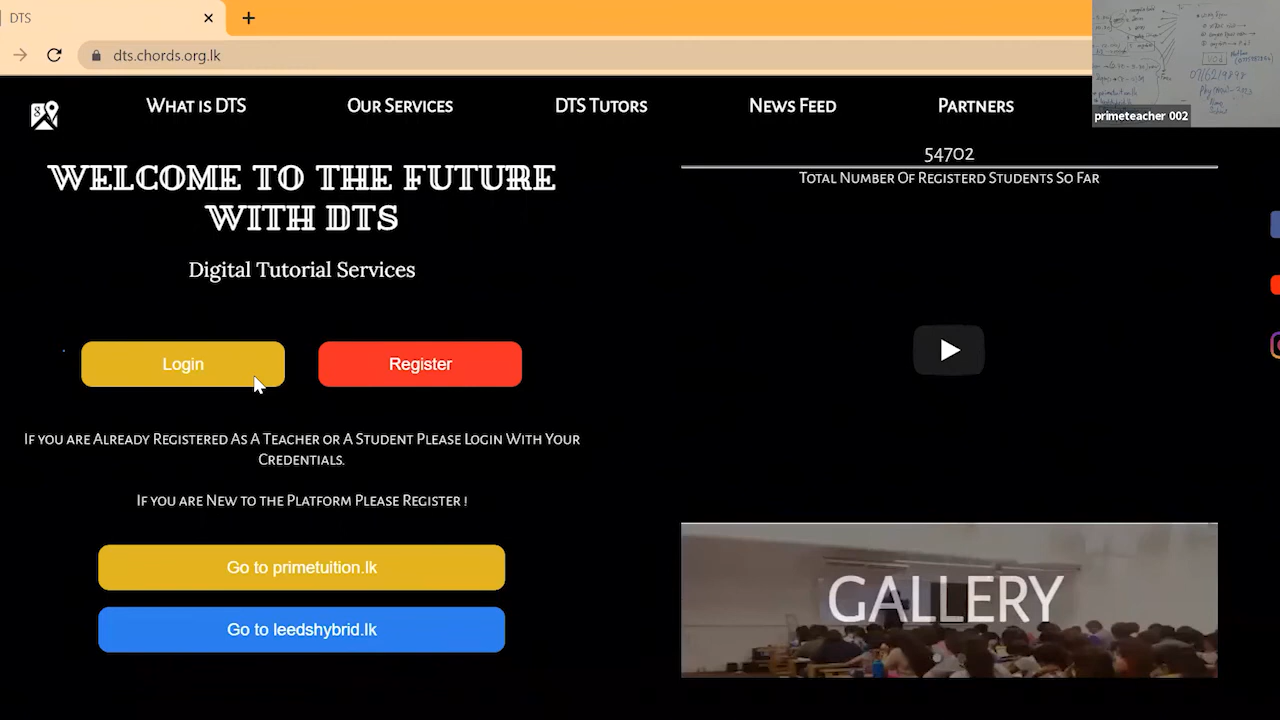 DTS
dts.chords.org.lk
What is DTS
Our Services
DTS Tutors
News Feed
Partners
primeteacher 002
WELCOME TO THE FUTURE
WITH DTS
Digital Tutorial Services
54702
Total Number Of Registerd Students So Far
Login
Register
If you are Already Registered As A Teacher or A Student Please Login With Your
Credentials.
If you are New to the Platform Please Register !
Go to primetuition.lk
Go to leedshybrid.lk
GALLERY